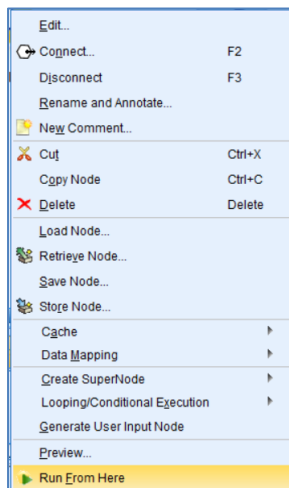 Edit...
Connect... F2
Disconnect F3
Rename and Annotate...
New Comment...
Cut Ctrl+X
Copy Node Ctrl+C
Delete Delete
Load Node...
Retrieve Node...
Save Node...
Store Node...
Cache
Data Mapping
Create SuperNode
Looping/Conditional Execution
Generate User Input Node
Preview...
Run From Here